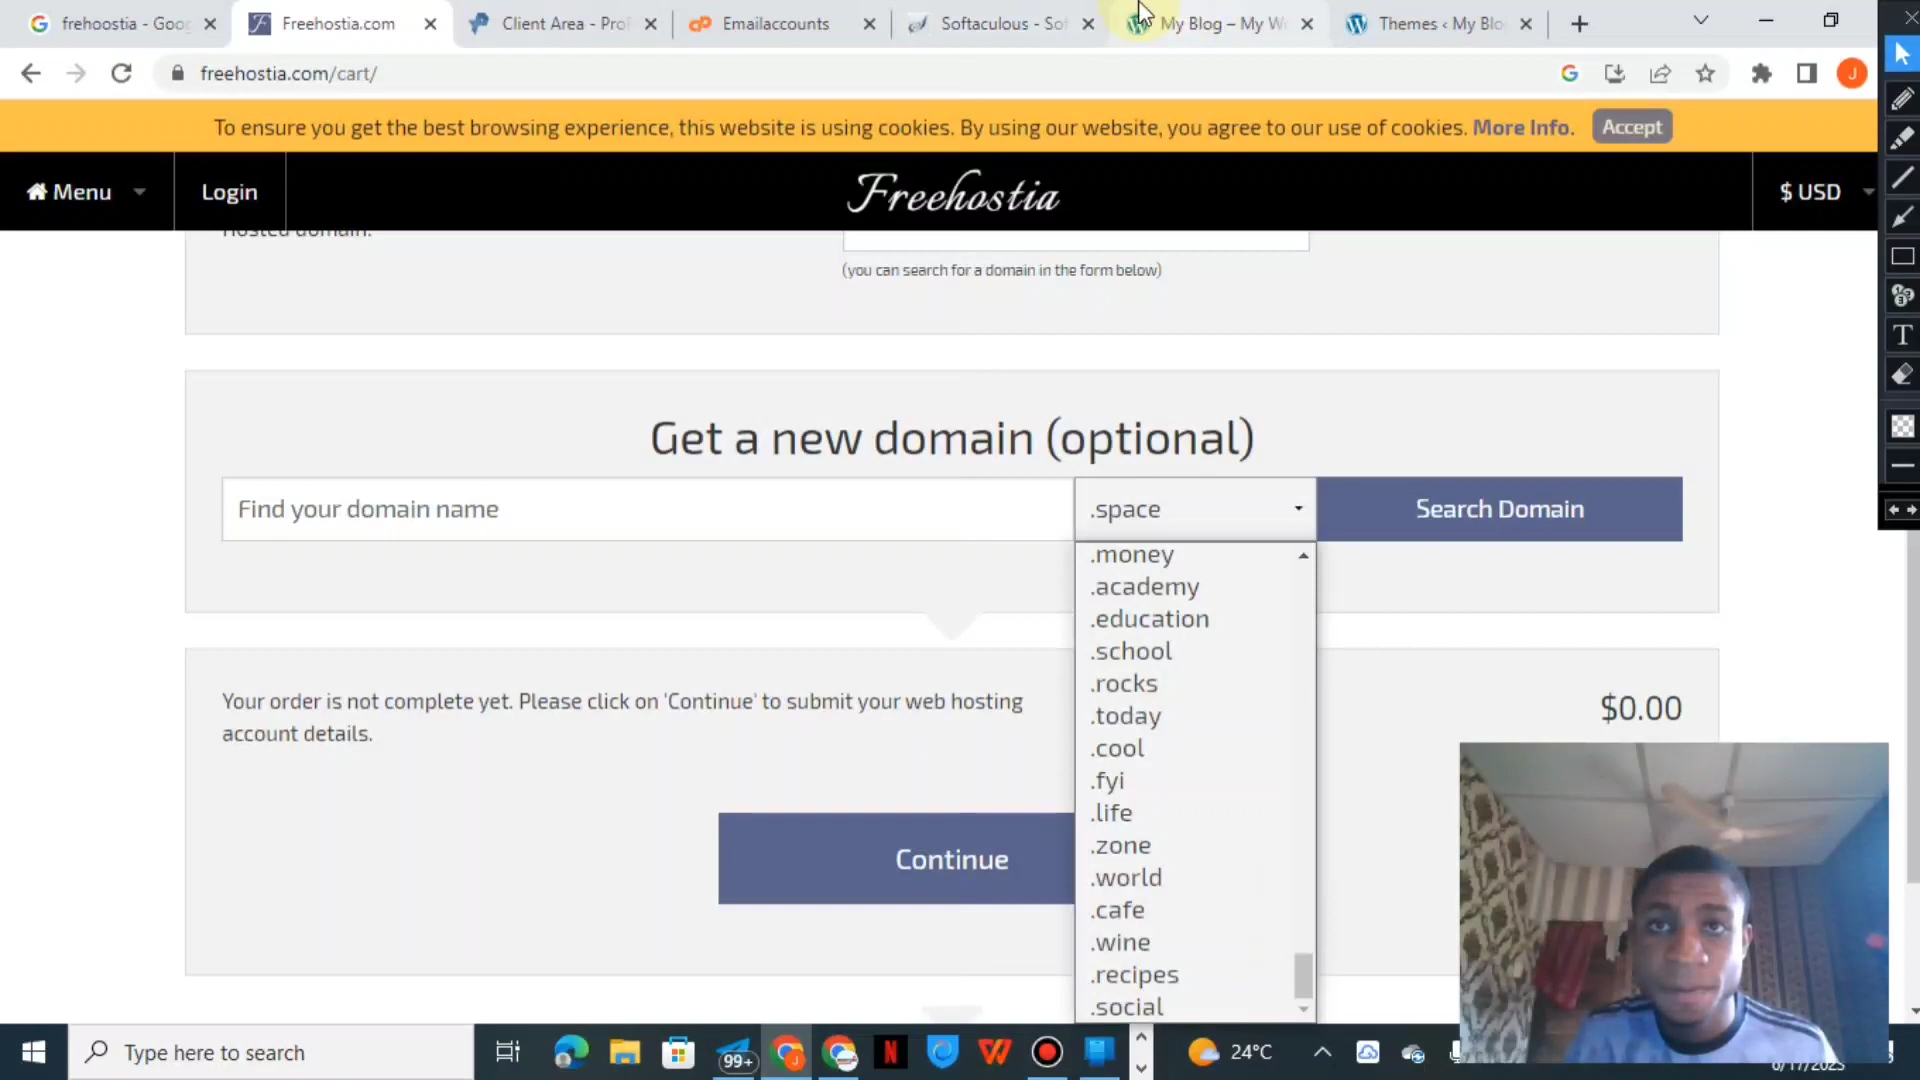 frehoostia - Goog
Freehostia.com
Client Area - Prof
Emailaccounts
Softaculous - Sof
My Blog – My W
Themes ‹ My Blo
freehostia.com/cart/
J
To ensure you get the best browsing experience, this website is using cookies. By using our website, you agree to our use of cookies. More Info. Accept
Menu
Login
Freehostia
$ USD
Hosted domain:
(you can search for a domain in the form below)
Get a new domain (optional)
Find your domain name
.space
Search Domain
.money
.academy
.education
.school
.rocks
.today
.cool
.fyi
.life
.zone
.world
.cafe
.wine
.recipes
.social
Your order is not complete yet. Please click on 'Continue' to submit your web hosting
account details.
$0.00
Continue
Type here to search
99+
24°C